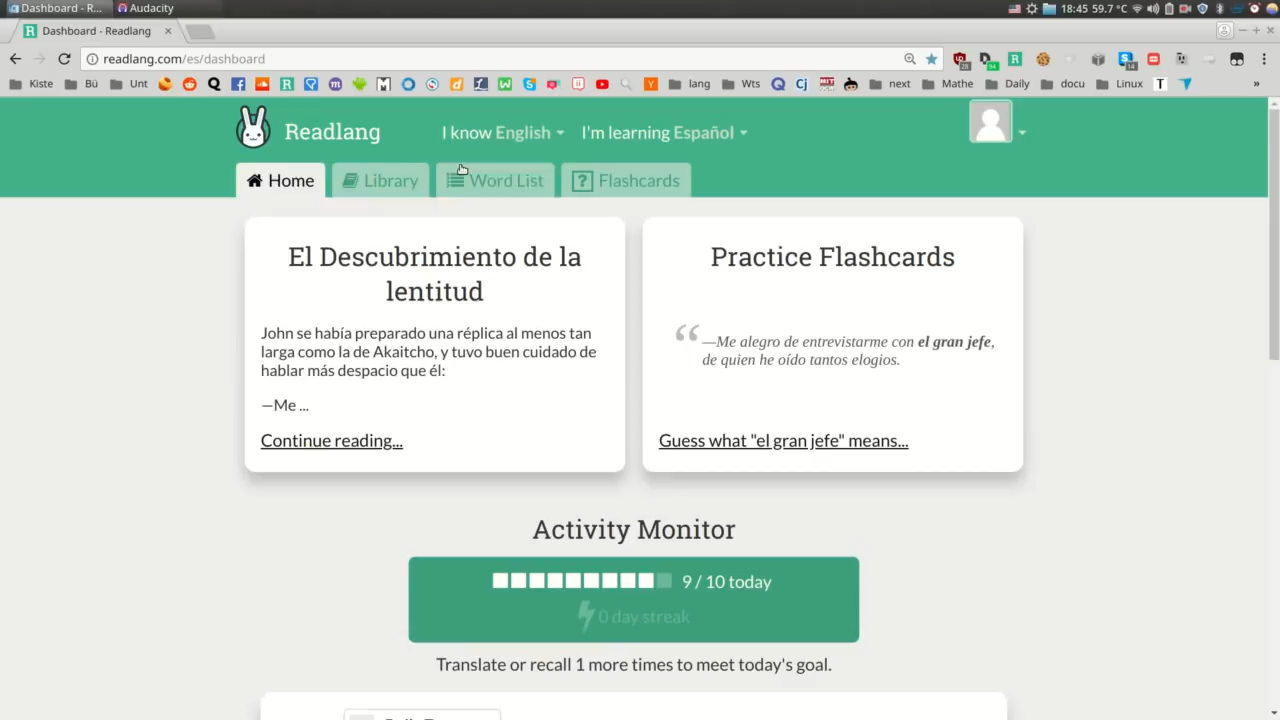 Dashboard - R...
Audacity
18:45 59.7 °C
Dashboard - Readlang
readlang.com/es/dashboard
Kiste
Bü
Unt
lang
Wts
next
Mathe
Daily
docu
Linux
Readlang
I know English
I'm learning Español
Home
Library
Word List
Flashcards
El Descubrimiento de la
lentitud
John se había preparado una réplica al menos tan
larga como la de Akaitcho, y tuvo buen cuidado de
hablar más despacio que él:
—Me ...
Continue reading...
Practice Flashcards
—Me alegro de entrevistarme con el gran jefe,
de quien he oído tantos elogios.
Guess what "el gran jefe" means...
Activity Monitor
9 / 10 today
0 day streak
Translate or recall 1 more times to meet today's goal.